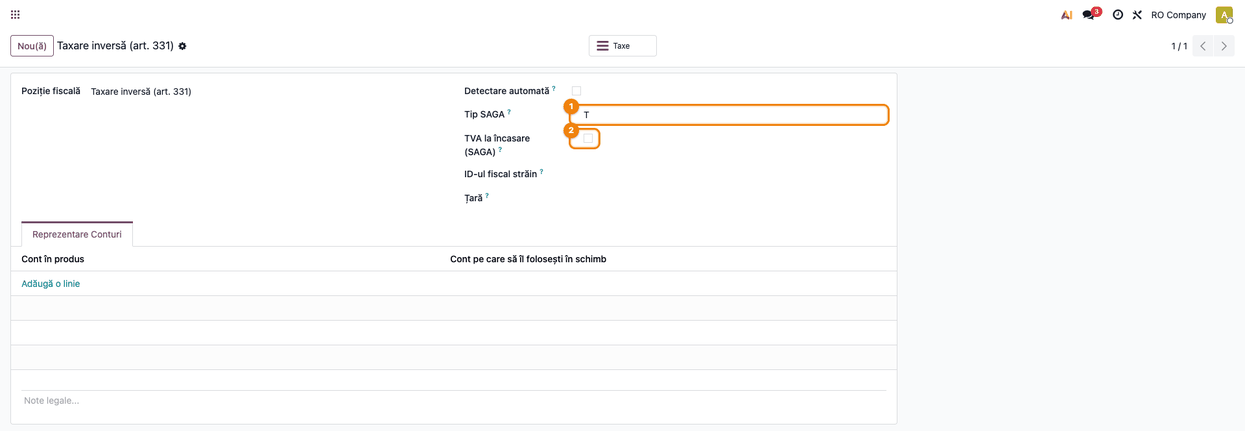 AI 3 RO Company A
Nou(ă) Taxare inversă (art. 331) Taxe 1 / 1
Poziție fiscală Taxare inversă (art. 331) Detectare automată ?
1
Tip SAGA ? T
2
TVA la încasare
(SAGA) ?
ID-ul fiscal străin ?
Țară ?
Reprezentare Conturi
Cont în produs Cont pe care să îl folosești în schimb
Adăugă o linie
Note legale...